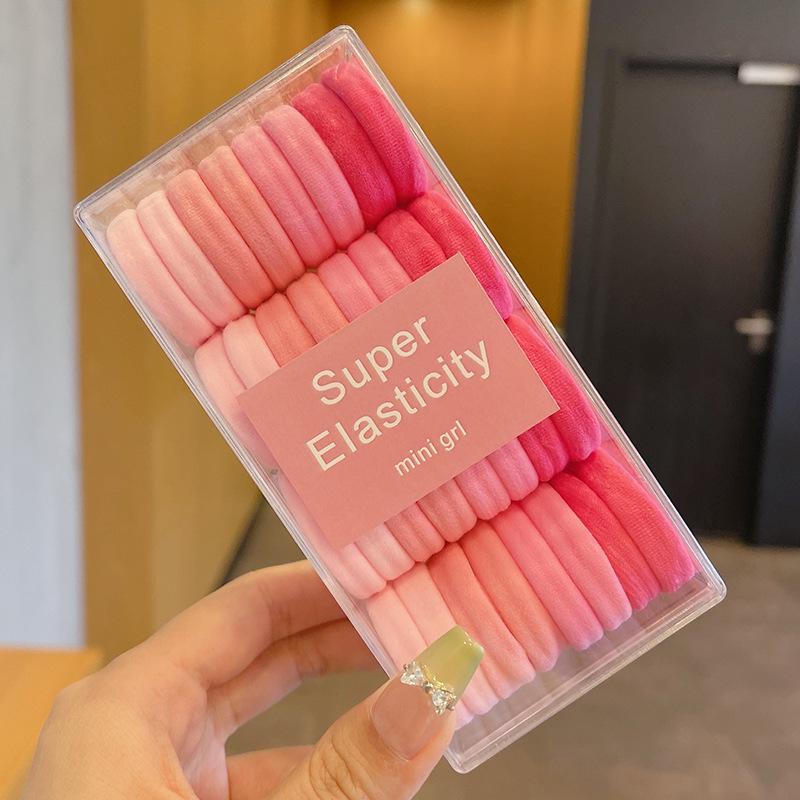 Super
Elasticity
mini grl